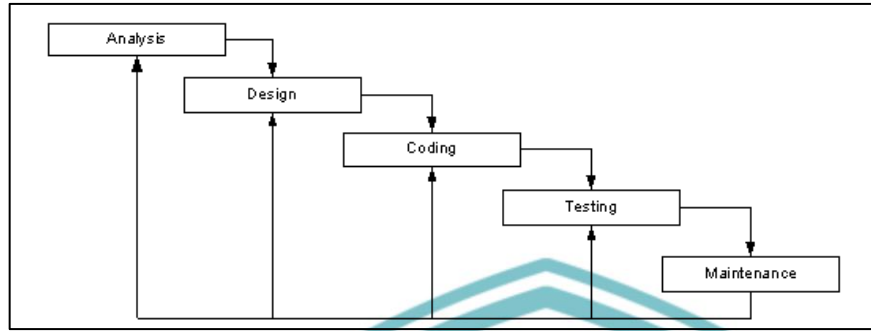 Analysis
Design
Coding
Testing
Maintenance